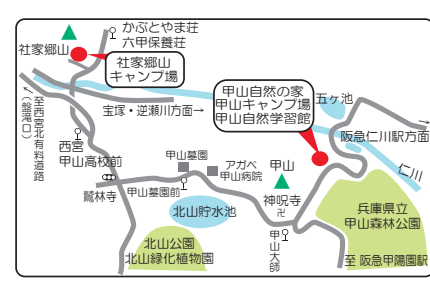 かぶとやま荘
六甲保養荘
社家郷山
社家郷山
キャンプ場
甲山自然の家
甲山キャンプ場
甲山自然学習館
五ヶ池
至西宮北有料道路
(盤滝口)
宝塚・逆瀬川方面→
阪急仁川駅方面
西宮
甲山高校前
甲山墓園
アガペ
甲山病院
甲山
仁川
鷲林寺
甲山墓園前
神呪寺
卍
北山貯水池
兵庫県立
甲山森林公園
甲山大師
北山公園
北山緑化植物園
至 阪急甲陽園駅